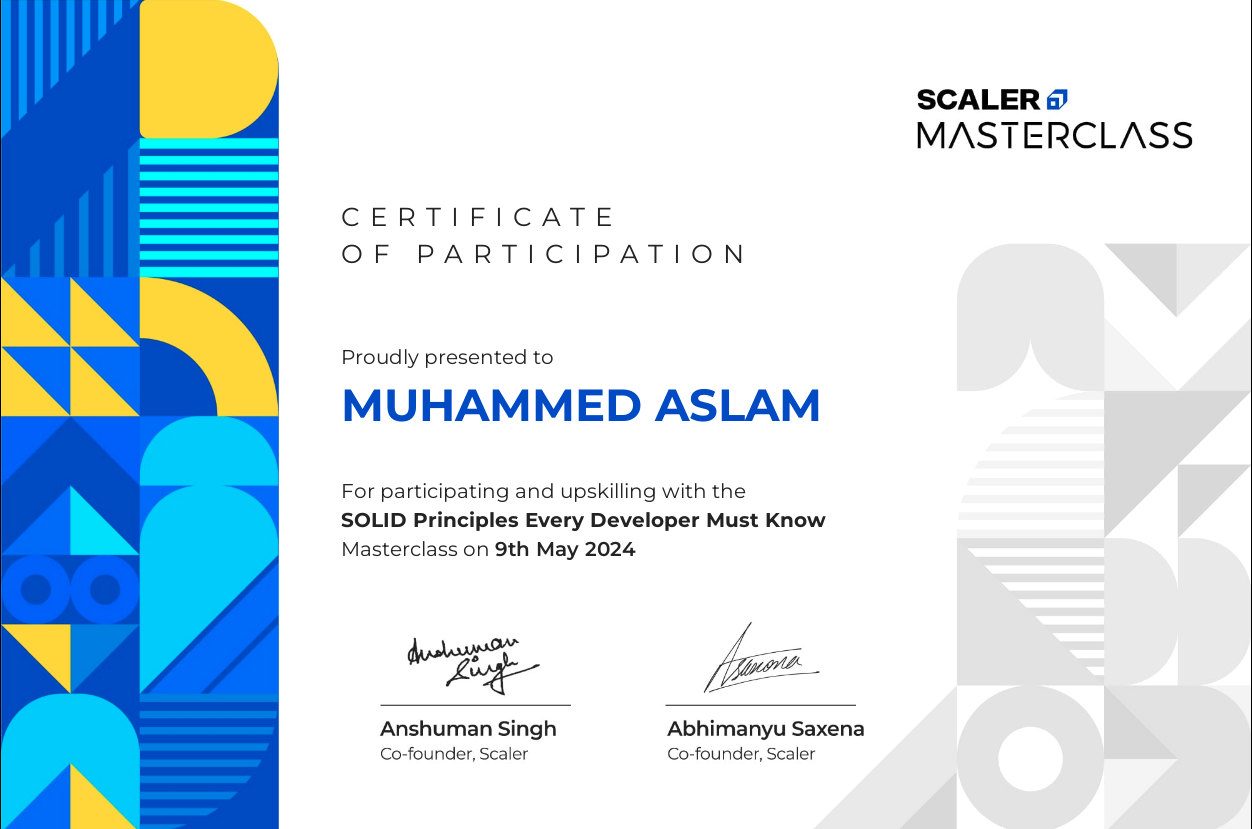 SCALER
MASTERCLASS
CERTIFICATE
OF PARTICIPATION
Proudly presented to
MUHAMMED ASLAM
For participating and upskilling with the
SOLID Principles Every Developer Must Know
Masterclass on 9th May 2024
Anshuman
Singh
Asaxena
Anshuman Singh
Co-founder, Scaler
Abhimanyu Saxena
Co-founder, Scaler